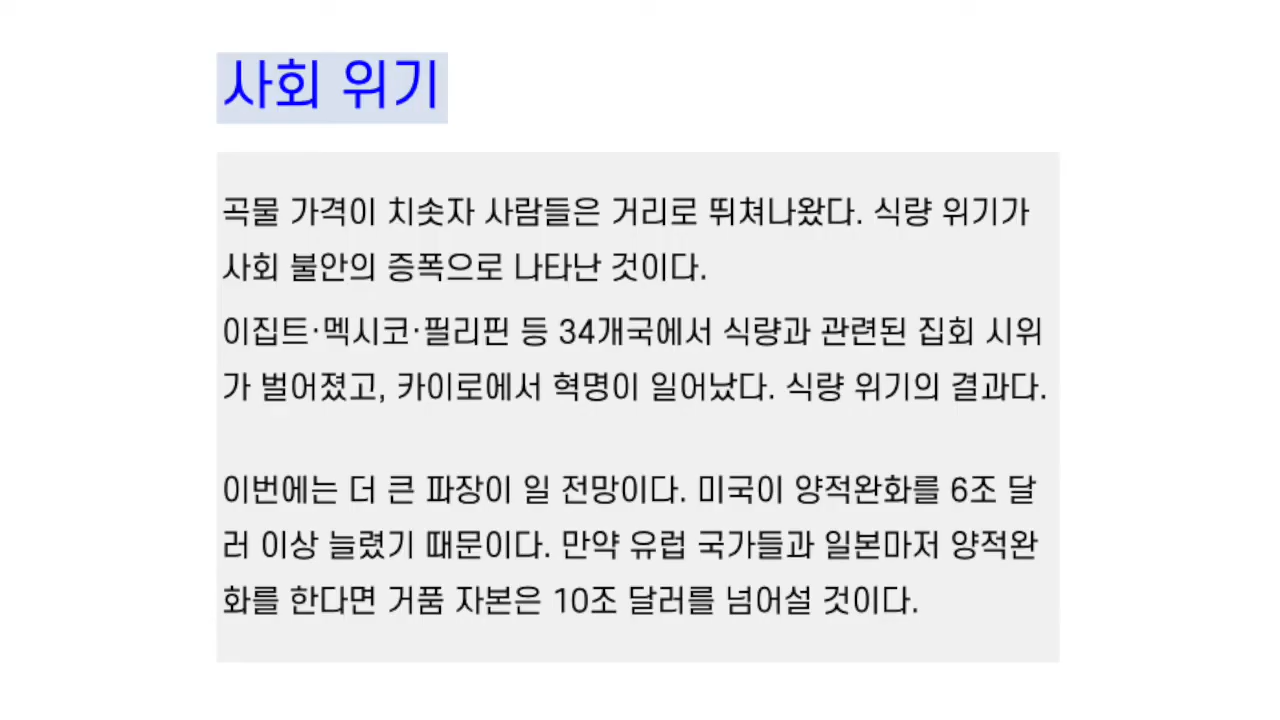 사회 위기
곡물 가격이 치솟자 사람들은 거리로 뛰쳐나왔다. 식량 위기가
사회 불안의 증폭으로 나타난 것이다.
이집트·멕시코·필리핀 등 34개국에서 식량과 관련된 집회 시위
가 벌어졌고, 카이로에서 혁명이 일어났다. 식량 위기의 결과다.
이번에는 더 큰 파장이 일 전망이다. 미국이 양적완화를 6조 달
러 이상 늘렸기 때문이다. 만약 유럽 국가들과 일본마저 양적완
화를 한다면 거품 자본은 10조 달러를 넘어설 것이다.